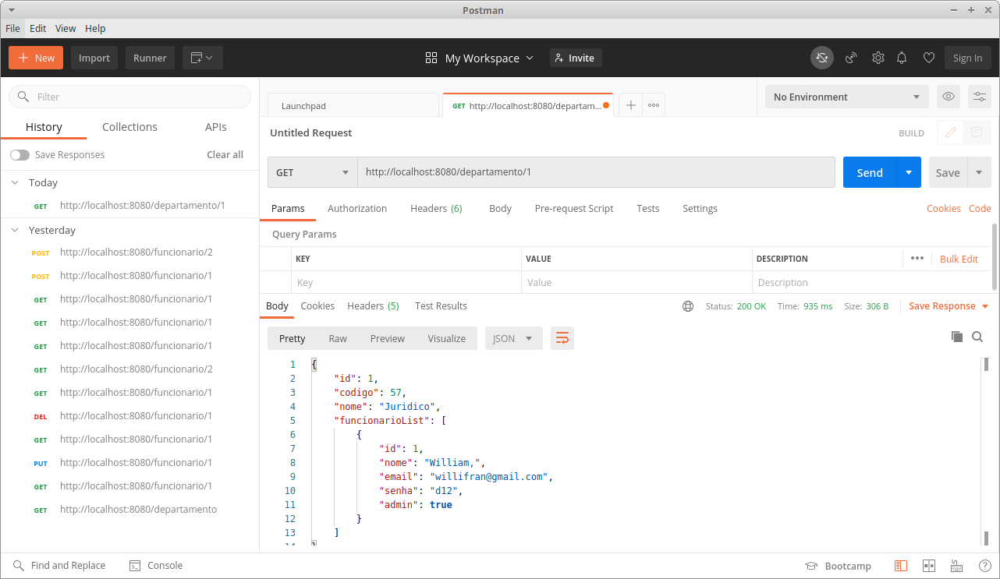 Postman
File Edit View Help
New Import Runner My Workspace Invite Sign In
Filter
History Collections APIs
Save Responses Clear all
Today
GET http://localhost:8080/departamento/1
Yesterday
POST http://localhost:8080/funcionario/2
POST http://localhost:8080/funcionario/1
GET http://localhost:8080/funcionario/1
GET http://localhost:8080/funcionario/1
GET http://localhost:8080/funcionario/1
GET http://localhost:8080/funcionario/2
GET http://localhost:8080/funcionario/1
DEL http://localhost:8080/funcionario/1
GET http://localhost:8080/funcionario/1
PUT http://localhost:8080/funcionario/1
GET http://localhost:8080/funcionario/1
GET http://localhost:8080/departamento
Launchpad GET http://localhost:8080/departam... No Environment
Untitled Request BUILD
GET http://localhost:8080/departamento/1 Send Save
Params Authorization Headers (6) Body Pre-request Script Tests Settings Cookies Code
Query Params
KEY VALUE DESCRIPTION ••• Bulk Edit
Key Value Description
Body Cookies Headers (5) Test Results Status: 200 OK Time: 935 ms Size: 306 B Save Response
Pretty Raw Preview Visualize JSON
1 {
2 "id": 1,
3 "codigo": 57,
4 "nome": "Juridico",
5 "funcionarioList": [
6 {
7 "id": 1,
8 "nome": "William,",
9 "email": "willifran@gmail.com",
10 "senha": "d12",
11 "admin": true
12 }
13 ]
14 }
Find and Replace Console Bootcamp